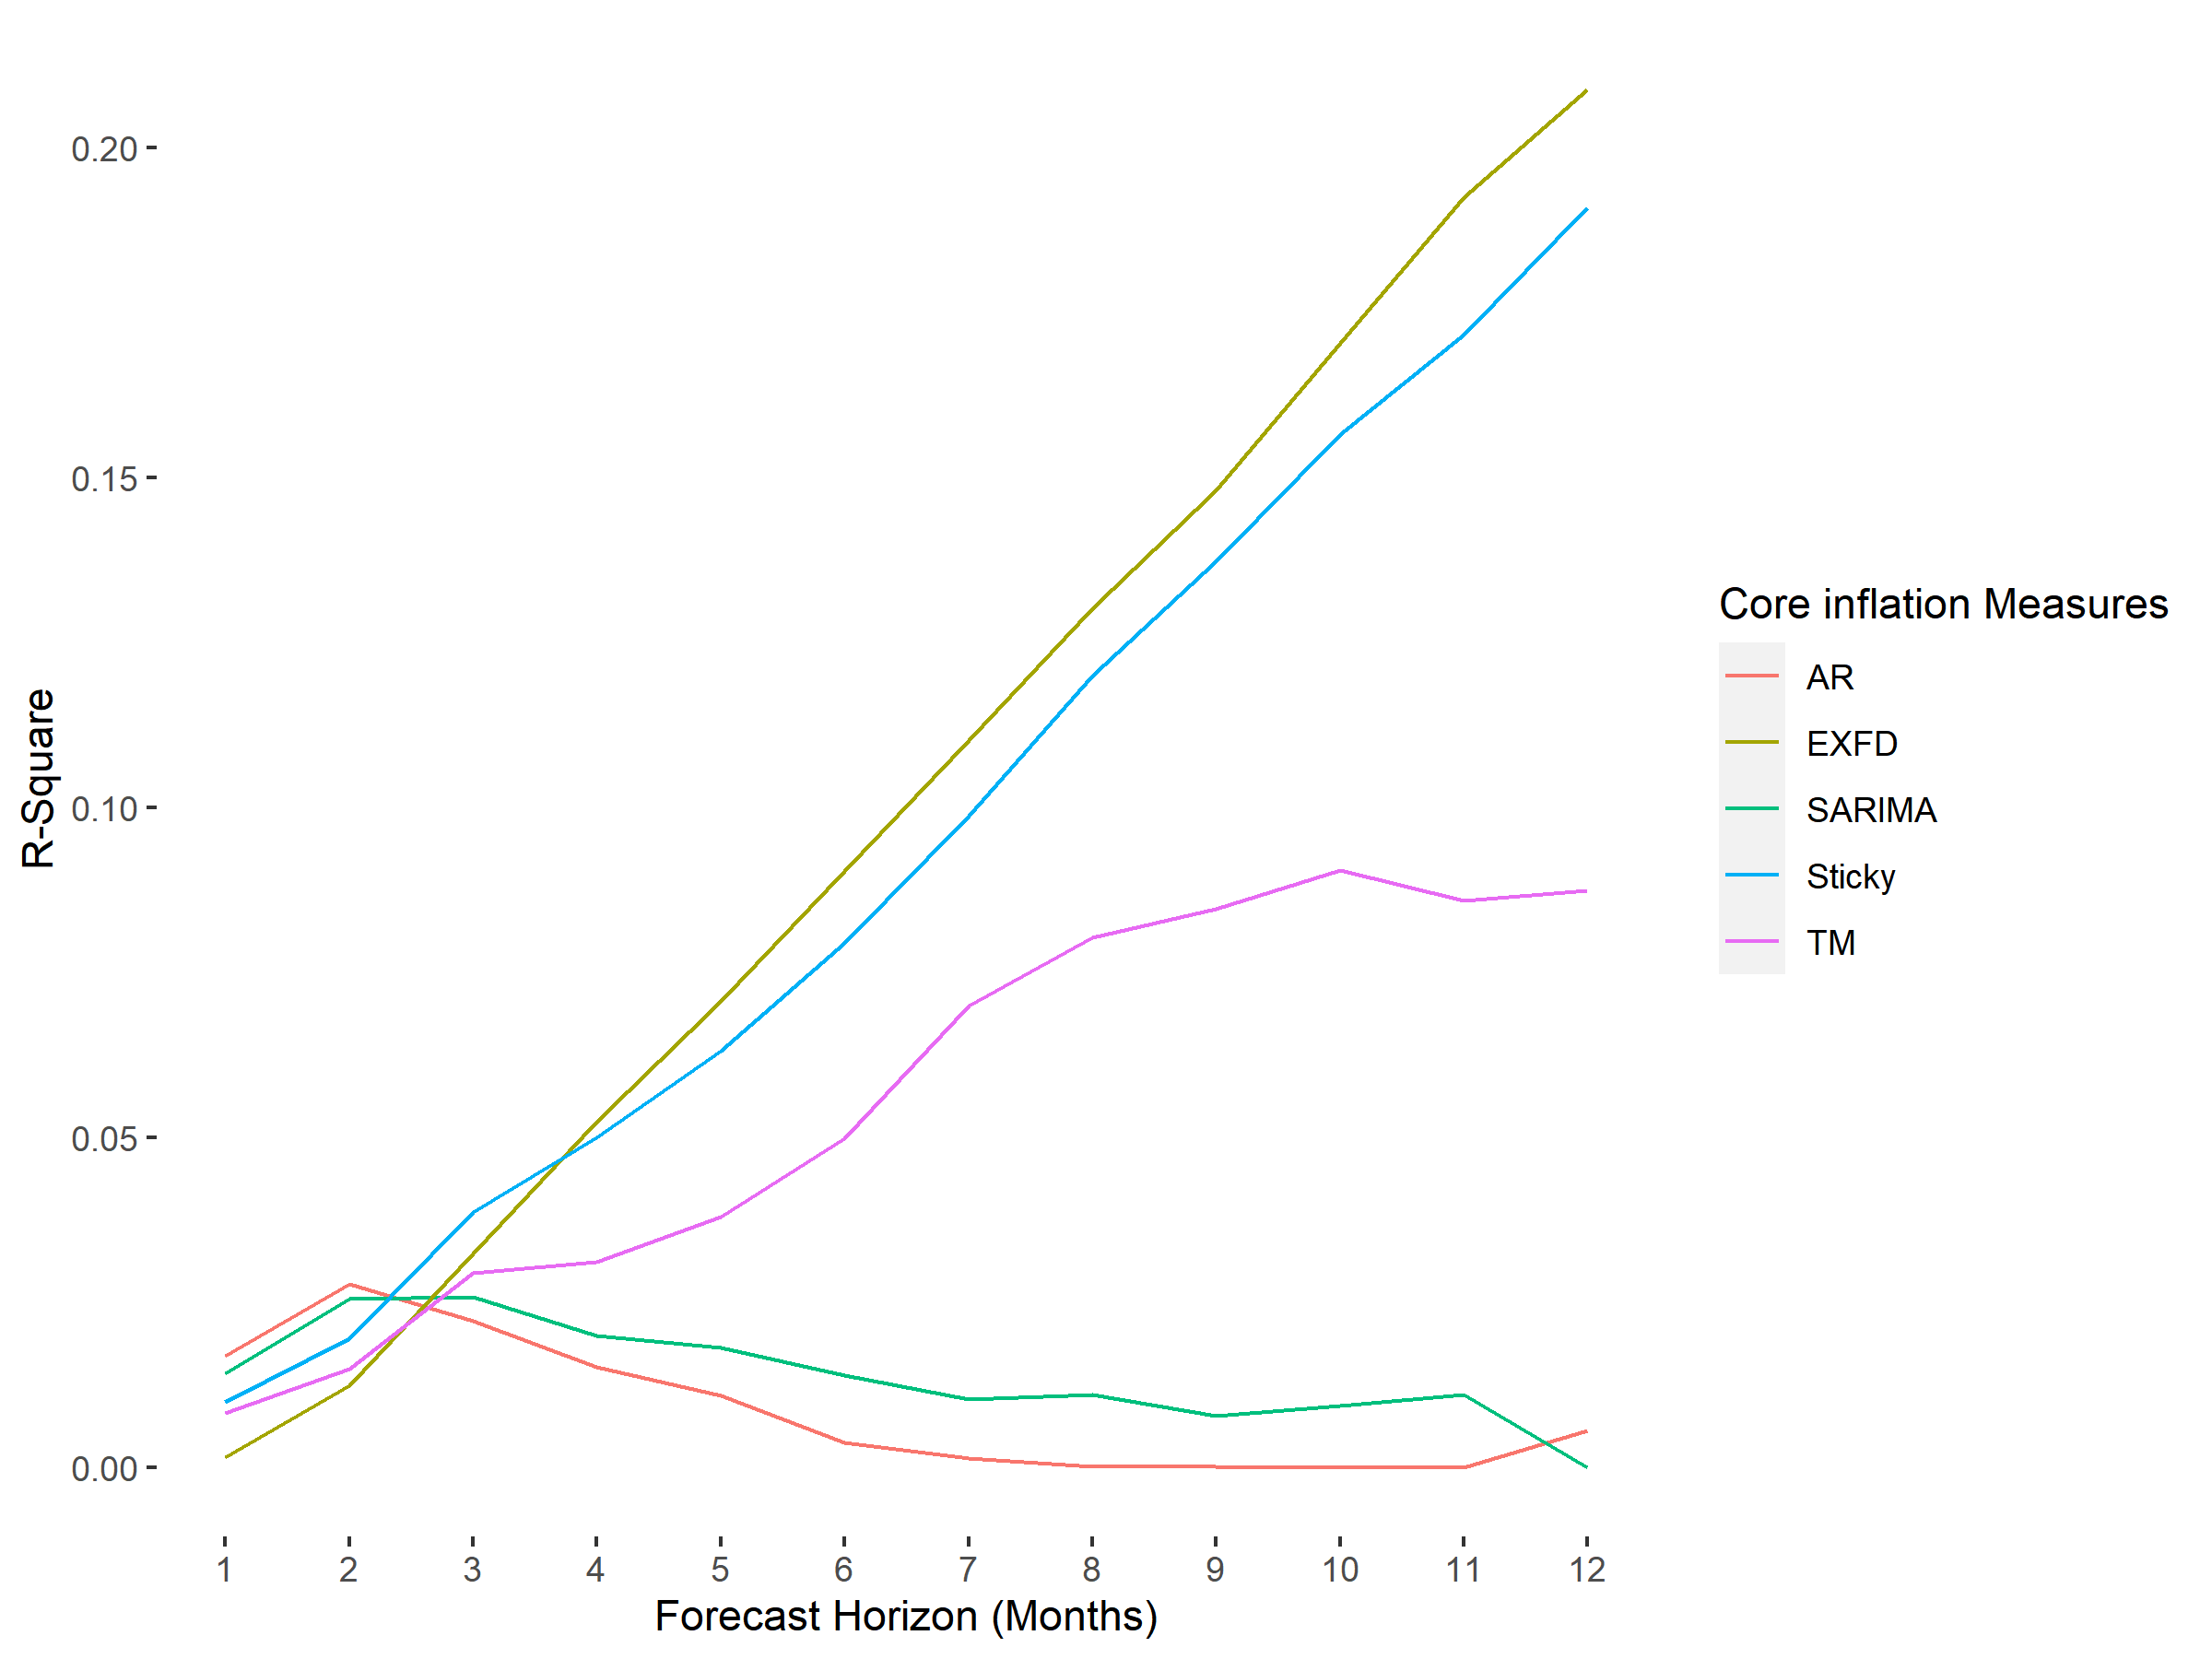 0.20
0.15
0.10
0.05
0.00
R-Square
1 2 3 4 5 6 7 8 9 10 11 12
Forecast Horizon (Months)
Core inflation Measures
AR
EXFD
SARIMA
Sticky
TM